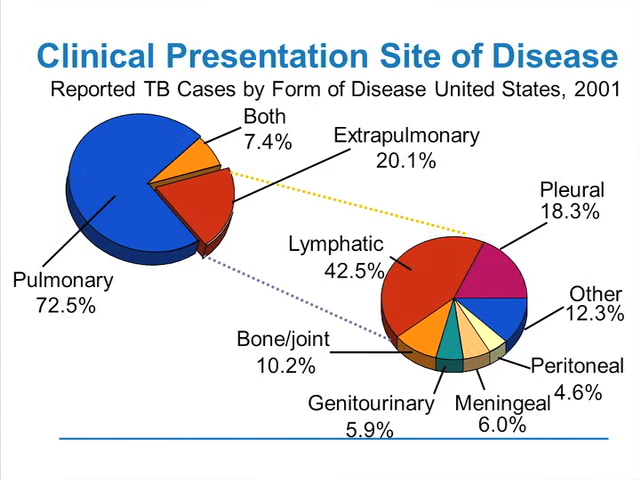 Clinical Presentation Site of Disease
Reported TB Cases by Form of Disease United States, 2001
Both
7.4%
Extrapulmonary
20.1%
Pulmonary
72.5%
Pleural
18.3%
Lymphatic
42.5%
Other
12.3%
Bone/joint
10.2%
Peritoneal
4.6%
Genitourinary
5.9%
Meningeal
6.0%